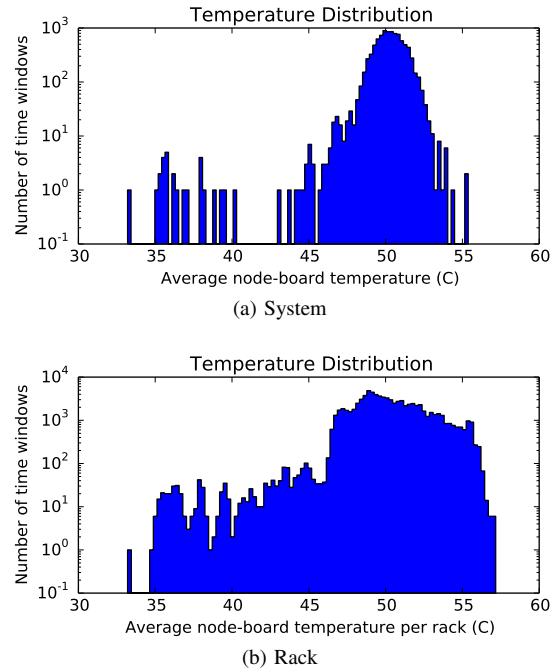 Temperature Distribution
Number of time windows
10^3
10^2
10^1
10^0
10^-1
30 35 40 45 50 55 60
Average node-board temperature (C)
(a) System
Temperature Distribution
Number of time windows
10^4
10^3
10^2
10^1
10^0
10^-1
30 35 40 45 50 55 60
Average node-board temperature per rack (C)
(b) Rack